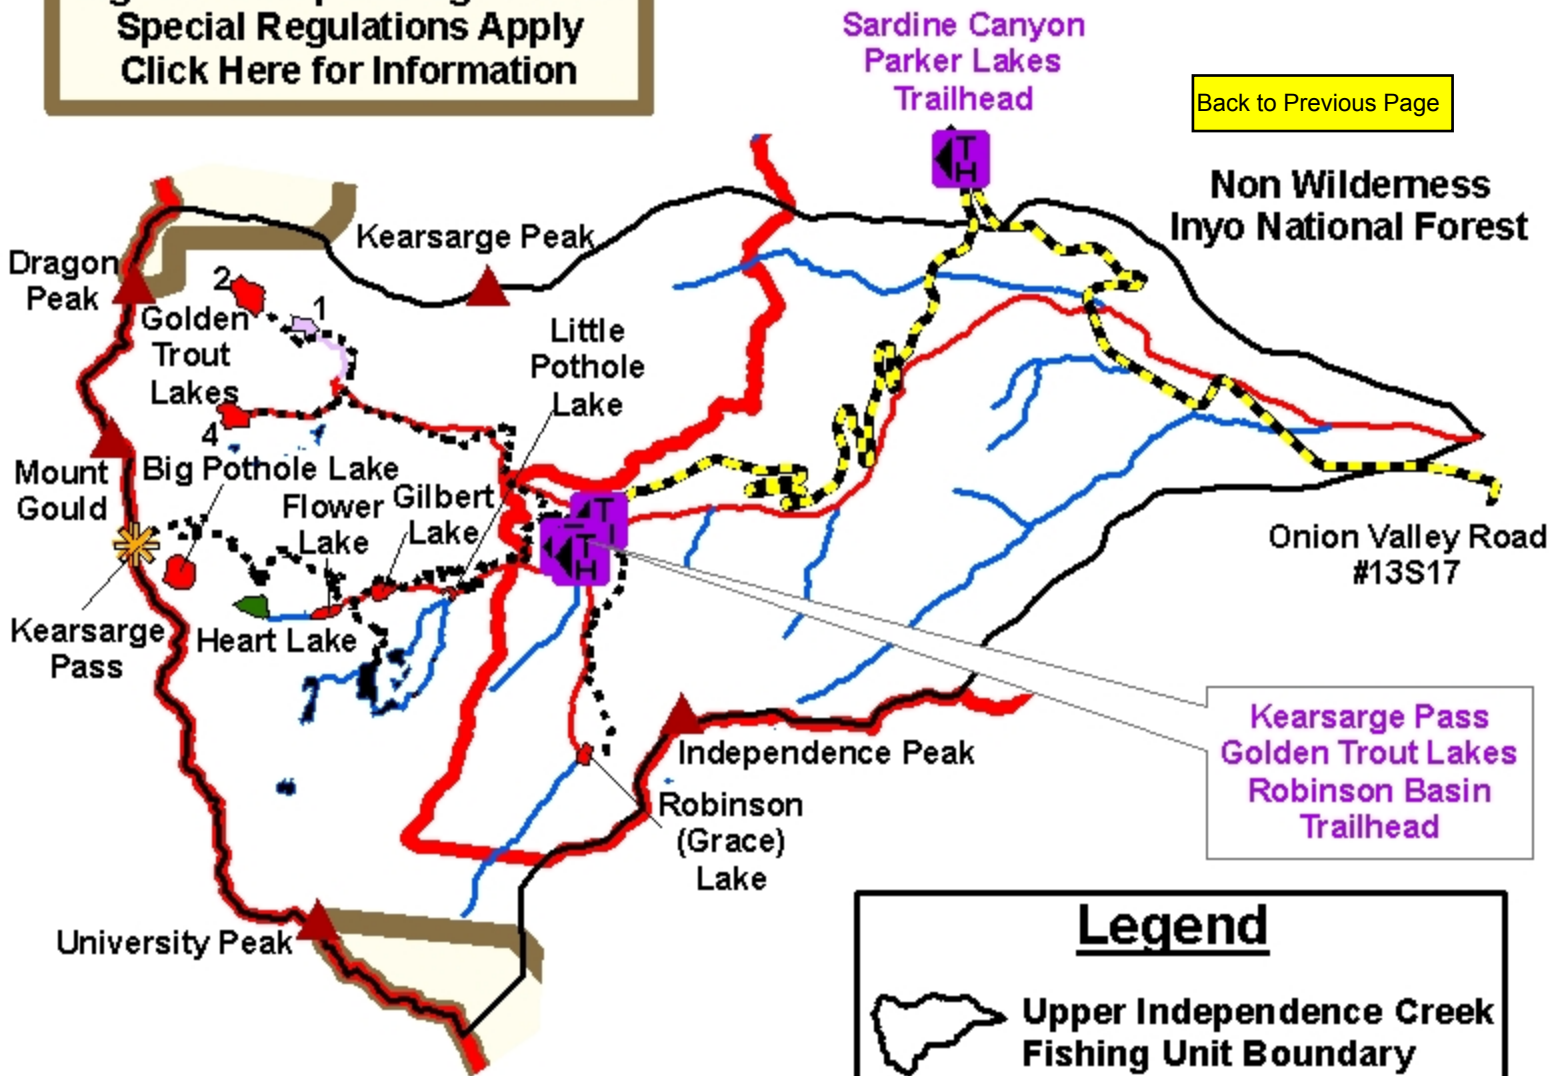 Special Regulations Apply
Click Here for Information
Sardine Canyon
Parker Lakes
Trailhead
T
H
Back to Previous Page
Non Wilderness
Inyo National Forest
Kearsarge Peak
Dragon
Peak
2
1
Golden
Trout
Lakes
4
Little
Pothole
Lake
Mount
Gould
Big Pothole Lake
Flower
Lake
Gilbert
Lake
T
T
H
Onion Valley Road
#13S17
Kearsarge
Pass
Heart Lake
Independence Peak
Kearsarge Pass
Golden Trout Lakes
Robinson Basin
Trailhead
Robinson
(Grace)
Lake
University Peak
Legend
Upper Independence Creek
Fishing Unit Boundary